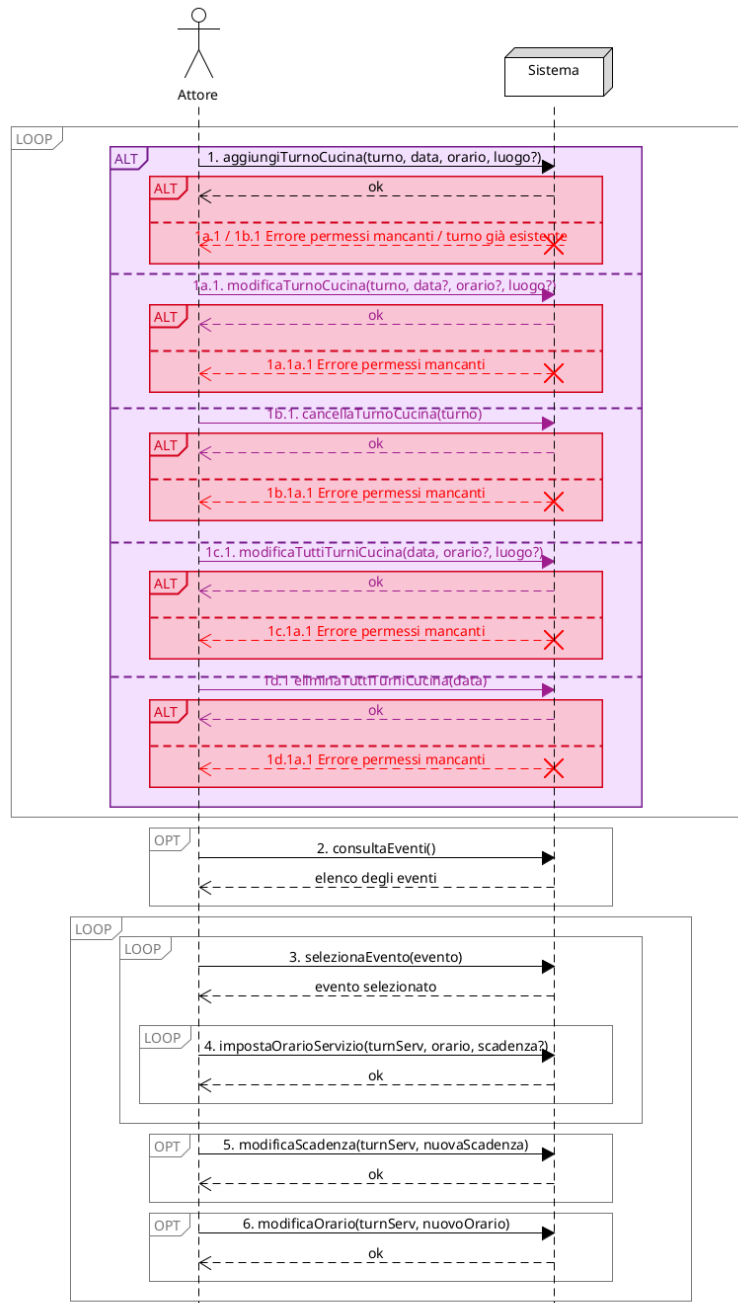 Attore
Sistema
LOOP
ALT
1. aggiungiTurnoCucina(turno, data, orario, luogo?)
ALT
ok
1a.1 / 1b.1 Errore permessi mancanti / turno già esistente
1a.1. modificaTurnoCucina(turno, data?, orario?, luogo?)
ALT
ok
1a.1a.1 Errore permessi mancanti
1b.1. cancellaTurnoCucina(turno)
ALT
ok
1b.1a.1 Errore permessi mancanti
1c.1. modificaTuttiTurniCucina(data, orario?, luogo?)
ALT
ok
1c.1a.1 Errore permessi mancanti
1d.1 eliminaTuttiTurniCucina(data)
ALT
ok
1d.1a.1 Errore permessi mancanti
OPT
2. consultaEventi()
elenco degli eventi
LOOP
LOOP
3. selezionaEvento(evento)
evento selezionato
LOOP
4. impostaOrarioServizio(turnServ, orario, scadenza?)
ok
OPT
5. modificaScadenza(turnServ, nuovaScadenza)
ok
OPT
6. modificaOrario(turnServ, nuovoOrario)
ok